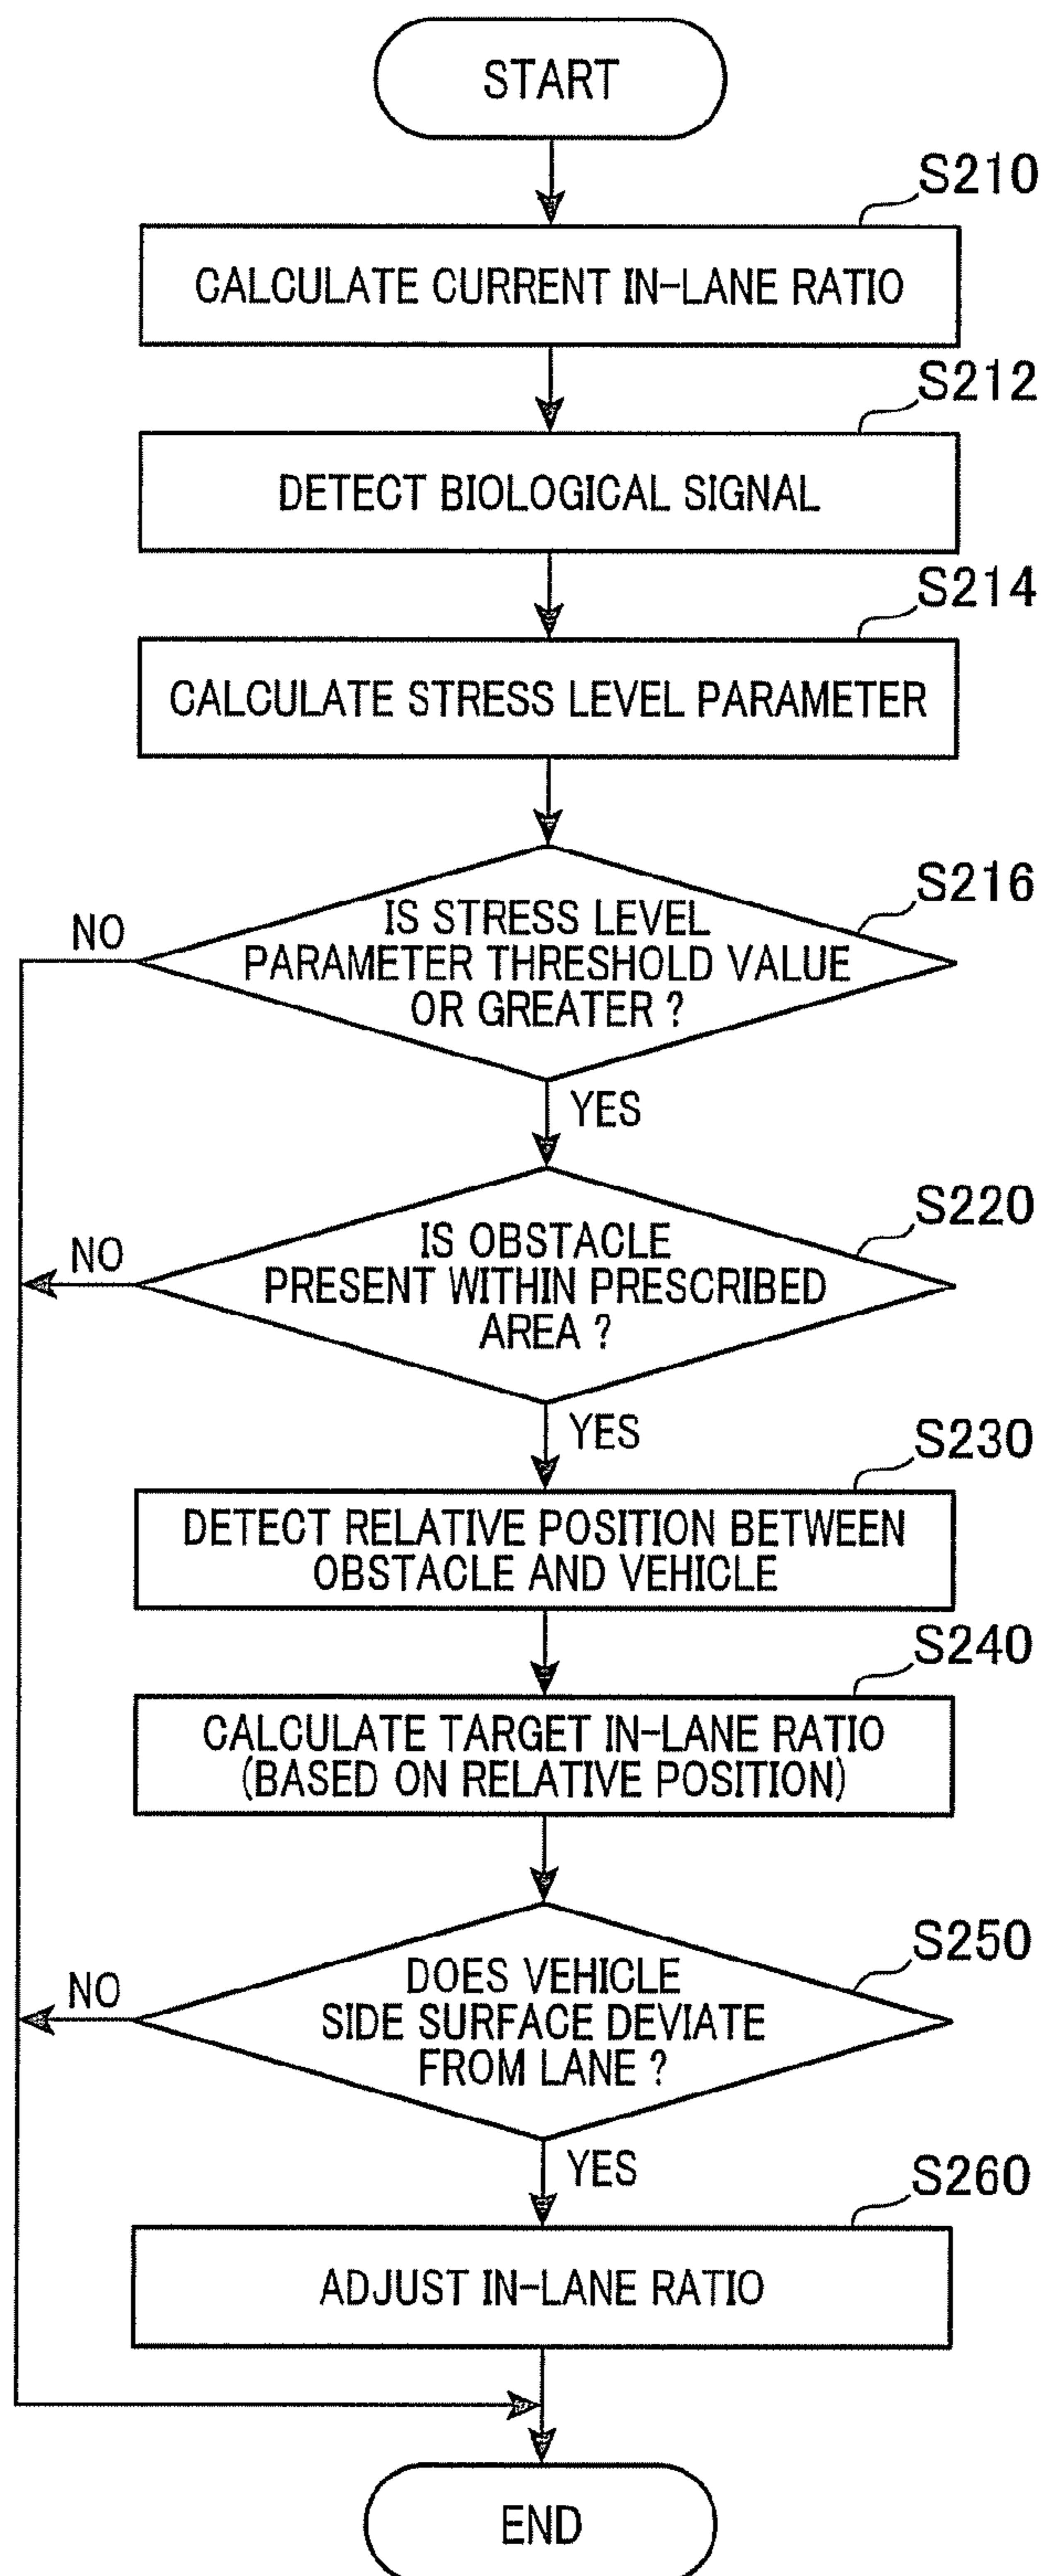 START
S210
CALCULATE CURRENT IN-LANE RATIO
S212
DETECT BIOLOGICAL SIGNAL
S214
CALCULATE STRESS LEVEL PARAMETER
S216
NO
IS STRESS LEVEL
PARAMETER THRESHOLD VALUE
OR GREATER ?
YES
S220
NO
IS OBSTACLE
PRESENT WITHIN PRESCRIBED
AREA ?
YES
S230
DETECT RELATIVE POSITION BETWEEN
OBSTACLE AND VEHICLE
S240
CALCULATE TARGET IN-LANE RATIO
(BASED ON RELATIVE POSITION)
S250
NO
DOES VEHICLE
SIDE SURFACE DEVIATE
FROM LANE ?
YES
S260
ADJUST IN-LANE RATIO
END